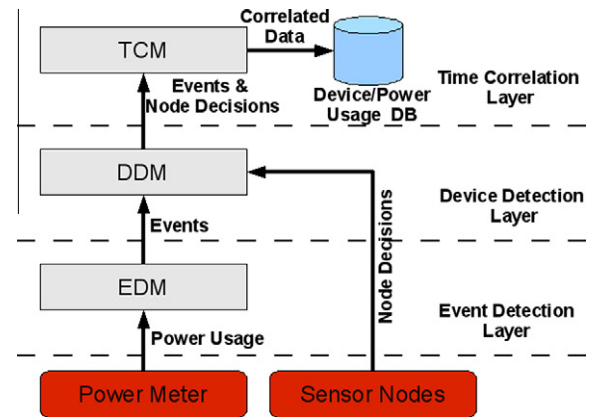 Correlated
Data
TCM
Events &
Node Decisions
Device/Power
Usage DB
Time Correlation
Layer
DDM
Device Detection
Layer
Events
Node Decisions
EDM
Event Detection
Layer
Power Usage
Power Meter
Sensor Nodes